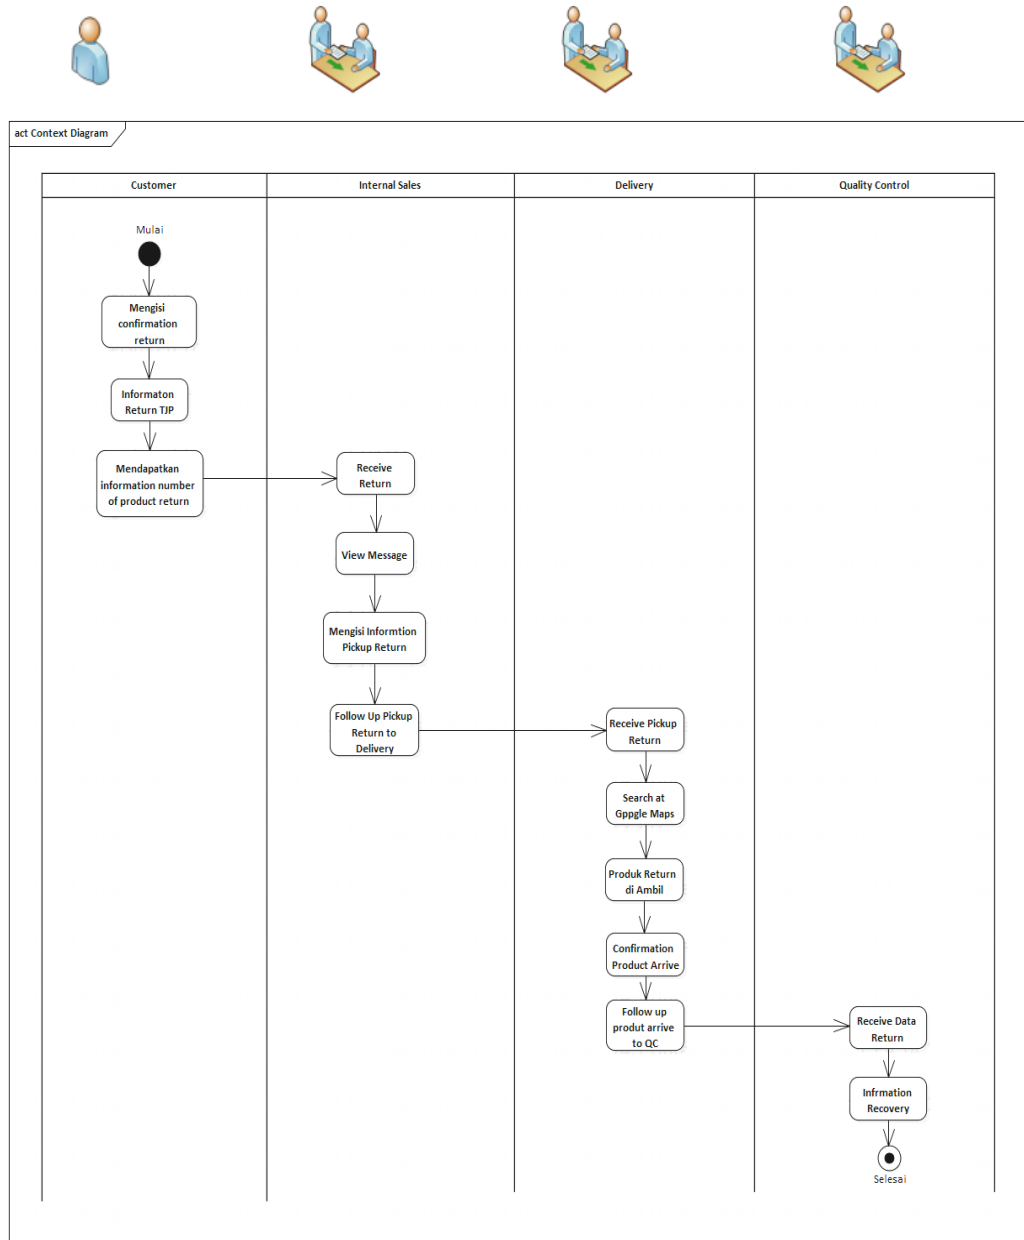 act Context Diagram
Customer
Internal Sales
Delivery
Quality Control
Mulai
Mengisi
confirmation
return
Informaton
Return TJP
Mendapatkan
information number
of product return
Receive
Return
View Message
Mengisi Informtion
Pickup Return
Follow Up Pickup
Return to
Delivery
Receive Pickup
Return
Search at
Gppgle Maps
Produk Return
di Ambil
Confirmation
Product Arrive
Follow up
produt arrive
to QC
Receive Data
Return
Infrmation
Recovery
Selesai